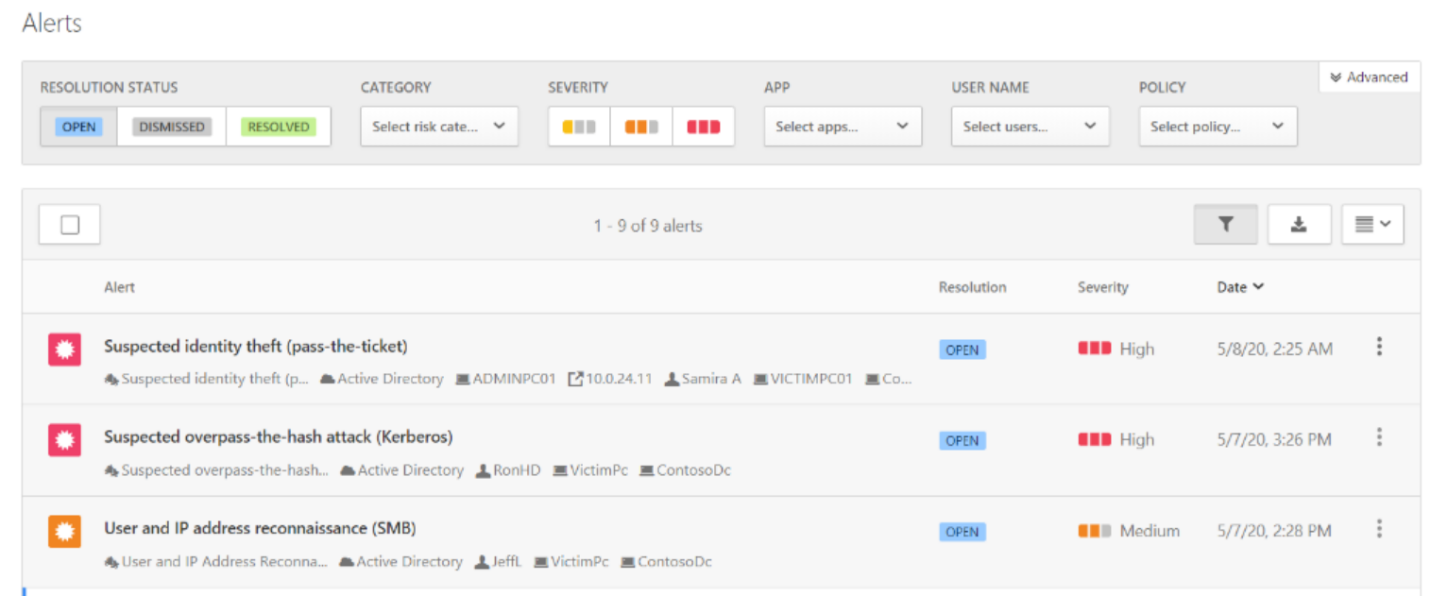 Alerts
Advanced
RESOLUTION STATUS CATEGORY SEVERITY APP USER NAME POLICY
OPEN DISMISSED RESOLVED Select risk cate... Select apps... Select users... Select policy...
1 - 9 of 9 alerts
Alert Resolution Severity Date
Suspected identity theft (pass-the-ticket) OPEN High 5/8/20, 2:25 AM
Suspected identity theft (p... Active Directory ADMINPC01 10.0.24.11 Samira A VICTIMPC01 Co...
Suspected overpass-the-hash attack (Kerberos) OPEN High 5/7/20, 3:26 PM
Suspected overpass-the-hash... Active Directory RonHD VictimPc ContosoDc
User and IP address reconnaissance (SMB) OPEN Medium 5/7/20, 2:28 PM
User and IP Address Reconna... Active Directory JeffL VictimPc ContosoDc